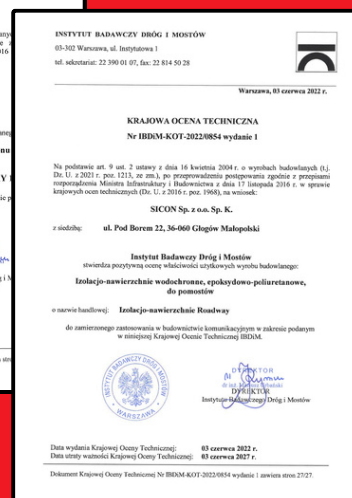 INSTYTUT BADAWCZY DRÓG I MOSTÓW
03-302 Warszawa, ul. Instytutowa 1
tel. sekretariat: 22 390 01 07, fax: 22 814 50 28
Warszawa, 03 czerwca 2022 r.
KRAJOWA OCENA TECHNICZNA
Nr IBDiM-KOT-2022/0854 wydanie 1
Na podstawie art. 9 ust. 2 ustawy z dnia 16 kwietnia 2004 r. o wyrobach budowlanych (t.j.
Dz. U. z 2021 r. poz. 1213, ze zm.), po przeprowadzeniu postępowania zgodnie z przepisami
rozporządzenia Ministra Infrastruktury i Budownictwa z dnia 17 listopada 2016 r. w sprawie
krajowych ocen technicznych (Dz. U. z 2016 r. poz. 1968), na wniosek:
SICON Sp. z o.o. Sp. K.
z siedzibą: ul. Pod Borem 22, 36-060 Głogów Małopolski
Instytut Badawczy Dróg i Mostów
stwierdza pozytywną ocenę właściwości użytkowych wyrobu budowlanego:
Izolacjo-nawierzchnie wodochronne, epoksydowo-poliuretanowe,
do pomostów
o nazwie handlowej: Izolacjo-nawierzchnie Roadway
do zamierzonego zastosowania w budownictwie komunikacyjnym w zakresie podanym
w niniejszej Krajowej Ocenie Technicznej IBDiM.
INSTYTUT BADAWCZY DRÓG I MOSTÓW
WARSZAWA
DYREKTOR
DYREKTOR
Instytutu Badawczego Dróg i Mostów
Data wydania Krajowej Oceny Technicznej: 03 czerwca 2022 r.
Data utraty ważności Krajowej Oceny Technicznej: 03 czerwca 2027 r.
Dokument Krajowej Oceny Technicznej Nr IBDiM-KOT-2022/0854 wydanie 1 zawiera stron 27/27.